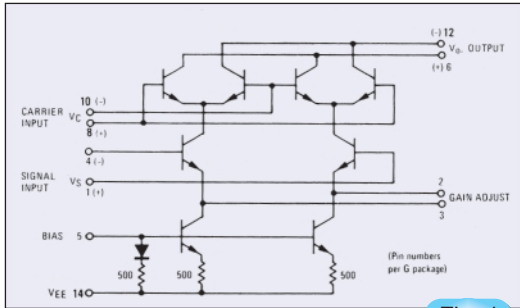 (-) 12
Vo, OUTPUT
(+) 6
10 (-)
CARRIER INPUT VC
8 (+)
4 (-)
SIGNAL INPUT VS
1 (+)
2
GAIN ADJUST
3
BIAS 5
(Pin numbers
per G package)
500
500
500
VEE 14